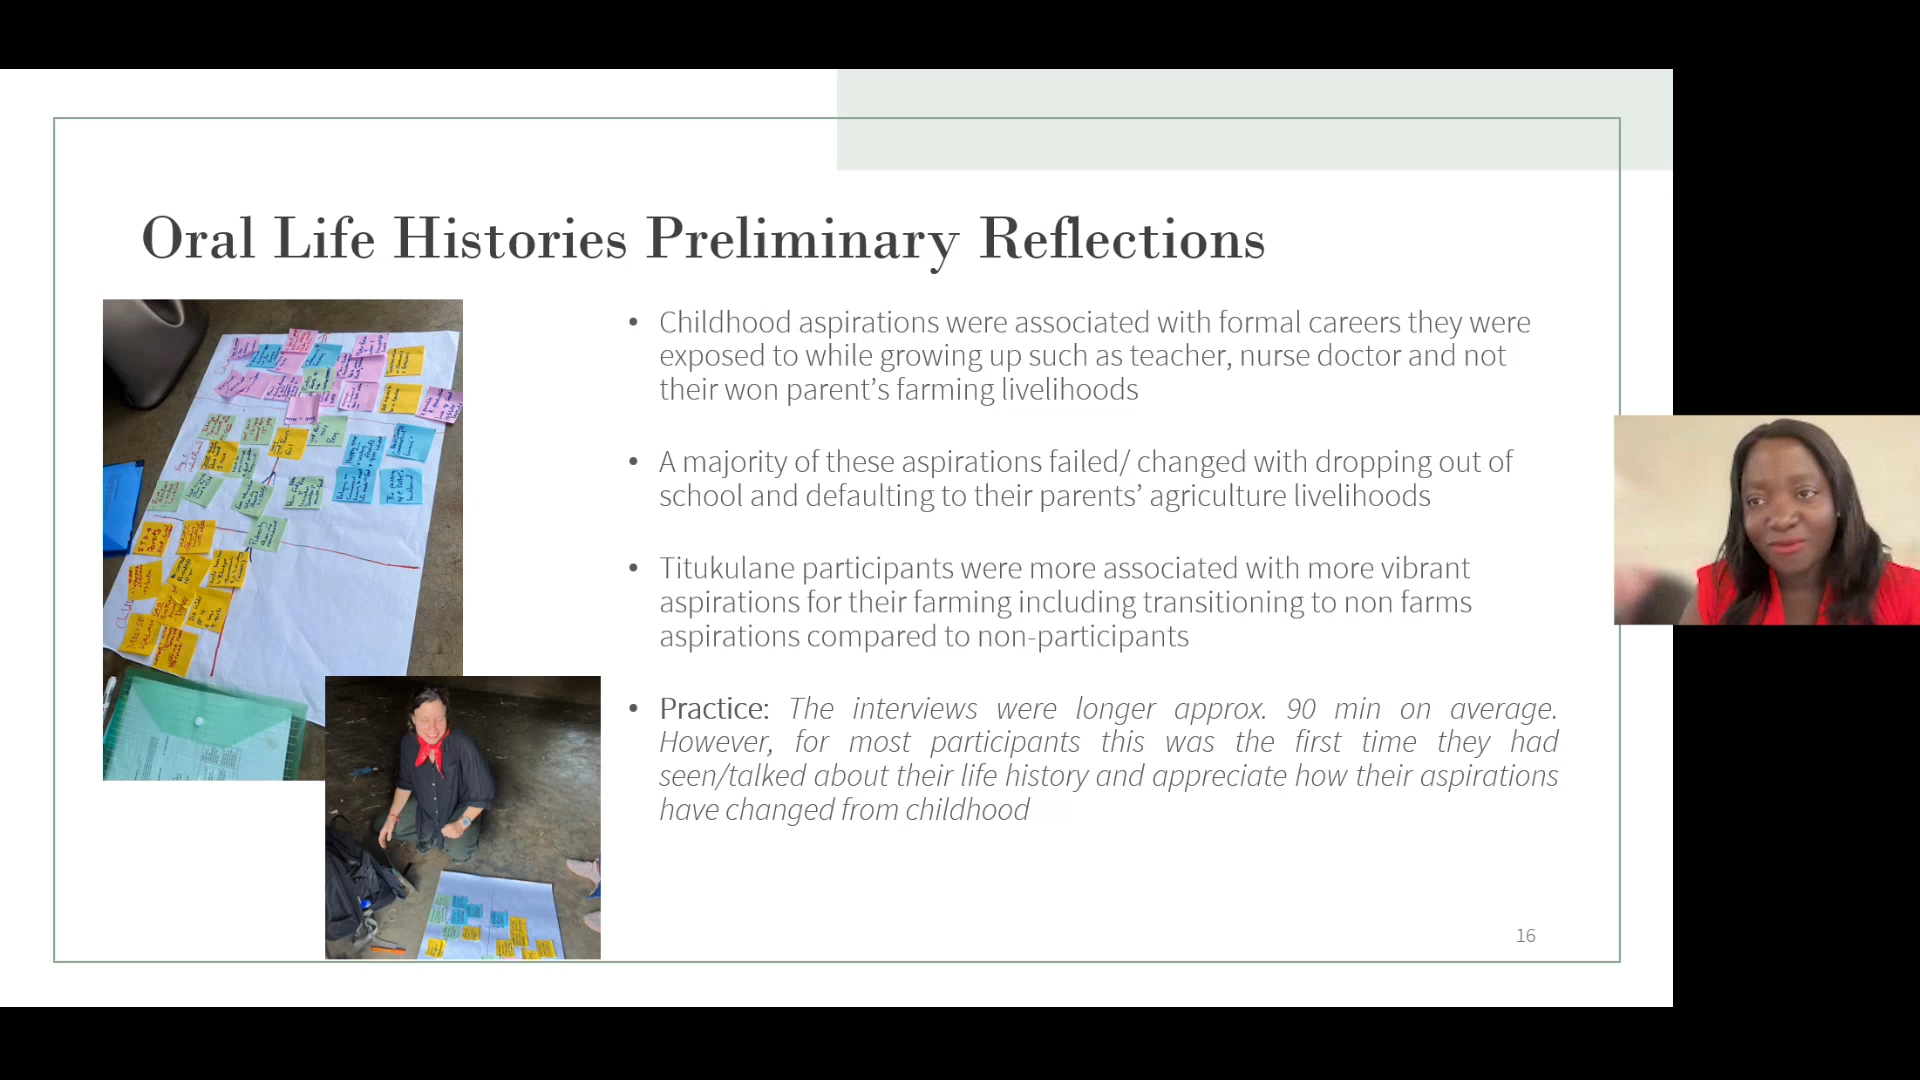 Oral Life Histories Preliminary Reflections
• Childhood aspirations were associated with formal careers they were
exposed to while growing up such as teacher, nurse doctor and not
their won parent’s farming livelihoods
• A majority of these aspirations failed/ changed with dropping out of
school and defaulting to their parents’ agriculture livelihoods
• Titukulane participants were more associated with more vibrant
aspirations for their farming including transitioning to non farms
aspirations compared to non-participants
• Practice: The interviews were longer approx. 90 min on average.
However, for most participants this was the first time they had
seen/talked about their life history and appreciate how their aspirations
have changed from childhood
16